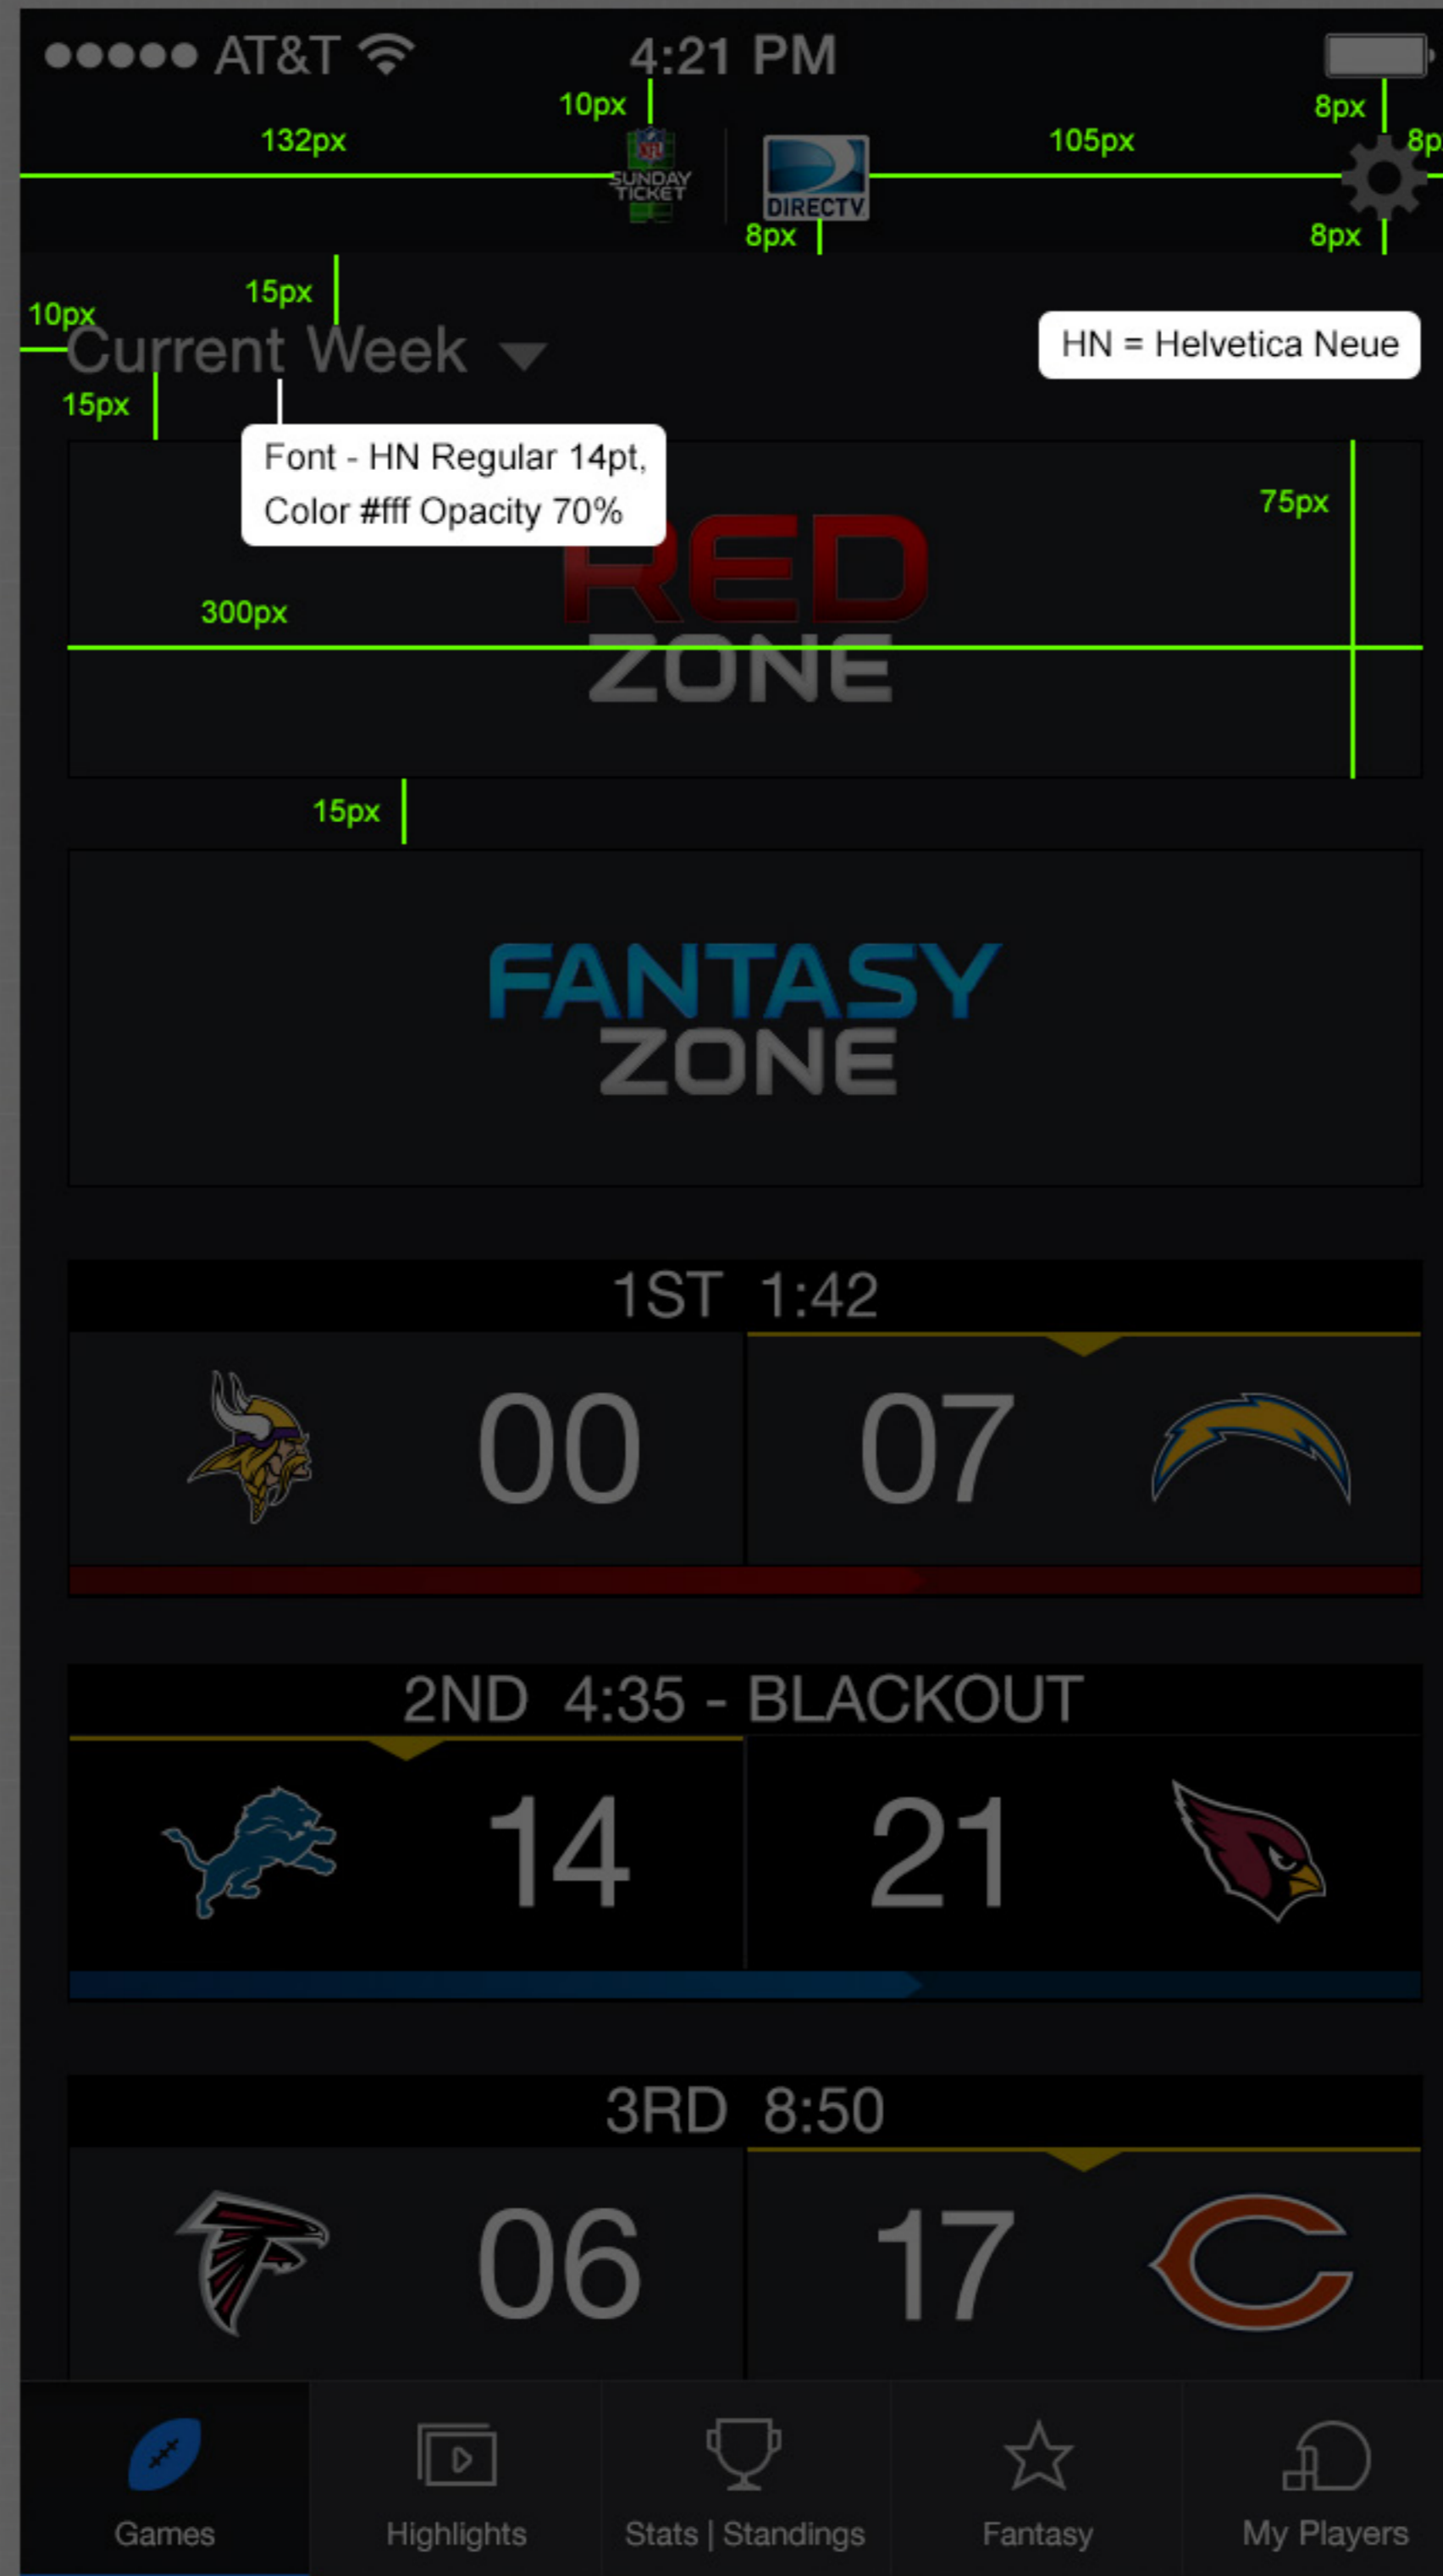 AT&T 4:21 PM
10px
8px
132px
105px
8p
NFL
SUNDAY
TICKET
DIRECTV
8px
8px
15px
10px
Current Week
HN = Helvetica Neue
15px
Font - HN Regular 14pt,
Color #fff Opacity 70%
75px
RED
300px
ZONE
15px
FANTASY
ZONE
1ST 1:42
00 07
2ND 4:35 - BLACKOUT
14 21
3RD 8:50
06 17
Games Highlights Stats | Standings Fantasy My Players